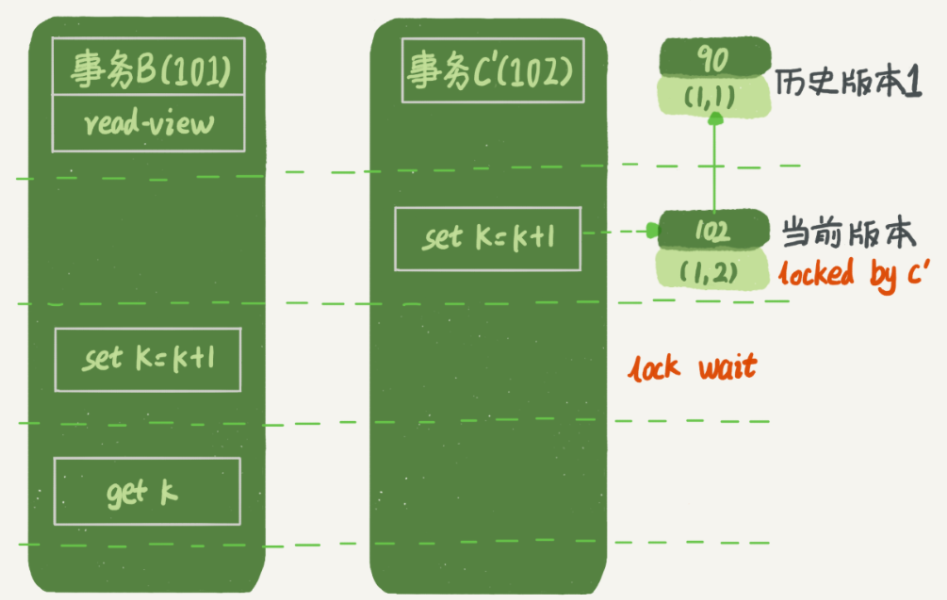 事务B(101)
read-view
事务C'(102)
90
(1,1)
历史版本1
set k=k+1
102
(1,2)
当前版本
locked by c'
set k=k+1
lock wait
get k